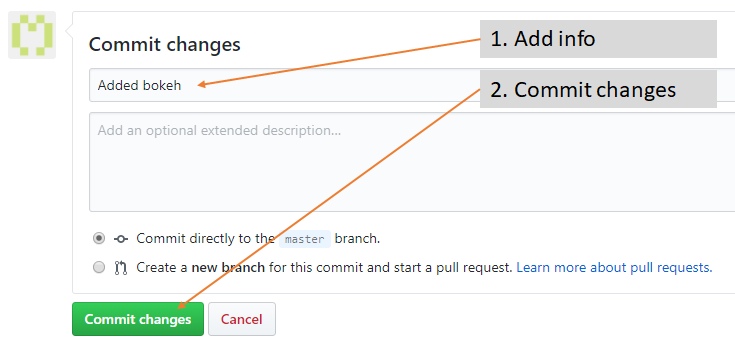 Commit changes
1. Add info
Added bokeh
2. Commit changes
Add an optional extended description...
Commit directly to the master branch.
Create a new branch for this commit and start a pull request. Learn more about pull requests.
Commit changes
Cancel